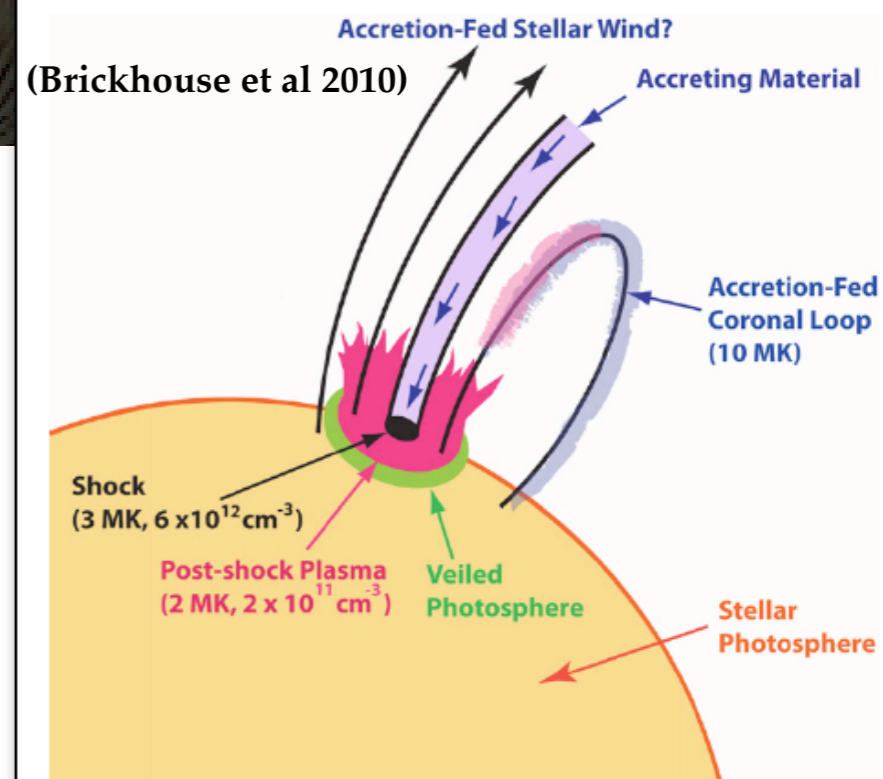 Accretion-Fed Stellar Wind?
(Brickhouse et al 2010)
Accreting Material
Accretion-Fed
Coronal Loop
(10 MK)
Shock
(3 MK, 6 x10¹²cm⁻³)
Post-shock Plasma
(2 MK, 2 x 10¹¹ cm⁻³)
Veiled
Photosphere
Stellar
Photosphere